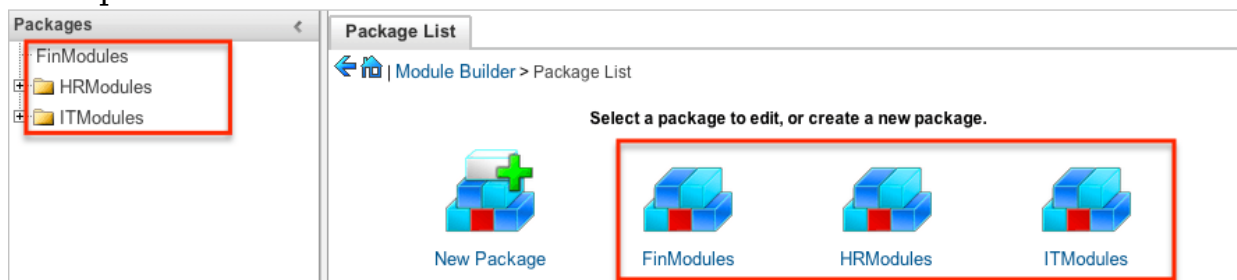 Packages
FinModules
HRModules
ITModules
Package List
| Module Builder > Package List
Select a package to edit, or create a new package.
New Package
FinModules
HRModules
ITModules